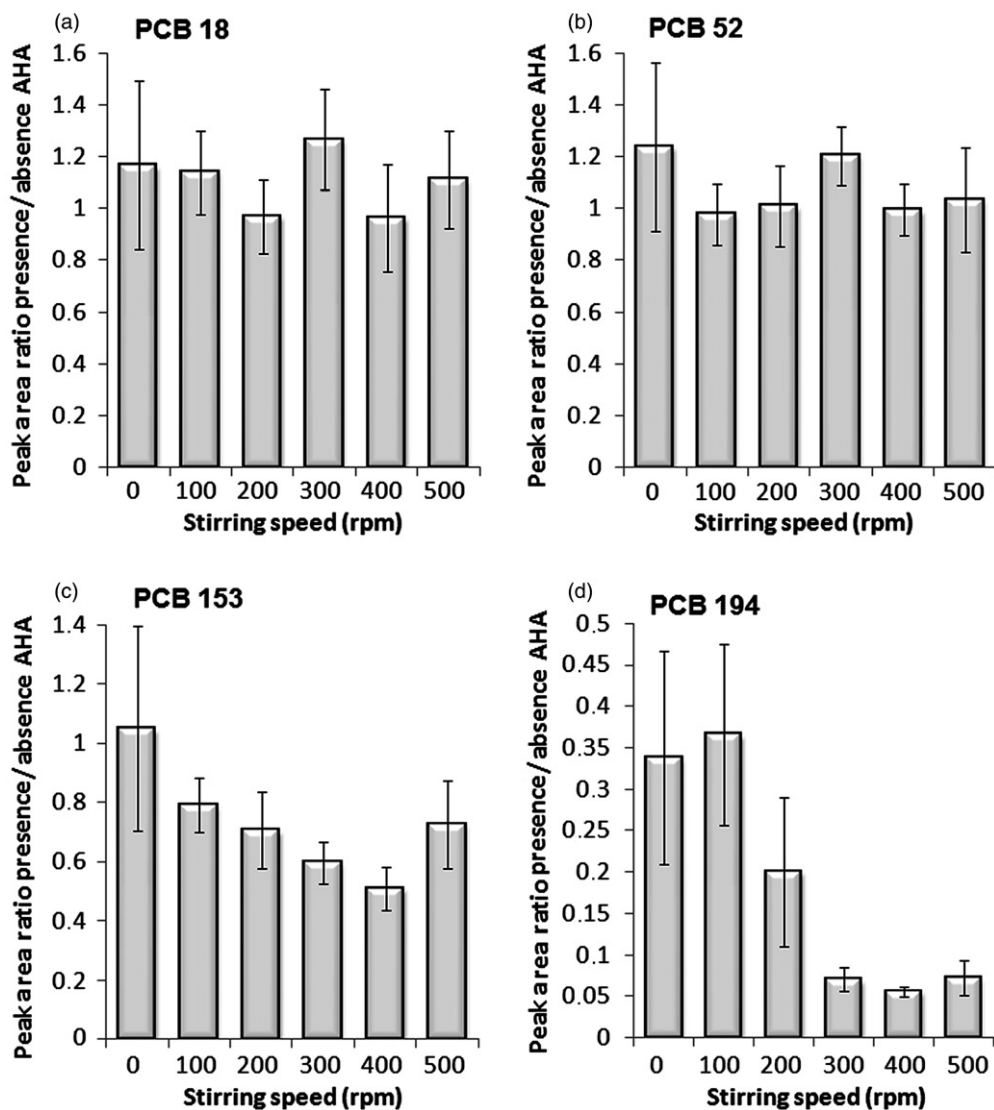 (a)
PCB 18
Peak area ratio presence/absence AHA
1.6
1.4
1.2
1
0.8
0.6
0.4
0.2
0
0 100 200 300 400 500
Stirring speed (rpm)
(b)
PCB 52
Peak area ratio presence/absence AHA
1.6
1.4
1.2
1
0.8
0.6
0.4
0.2
0
0 100 200 300 400 500
Stirring speed (rpm)
(c)
PCB 153
Peak area ratio presence/absence AHA
1.4
1.2
1
0.8
0.6
0.4
0.2
0
0 100 200 300 400 500
Stirring speed (rpm)
(d)
PCB 194
Peak area ratio presence/absence AHA
0.5
0.45
0.4
0.35
0.3
0.25
0.2
0.15
0.1
0.05
0
0 100 200 300 400 500
Stirring speed (rpm)